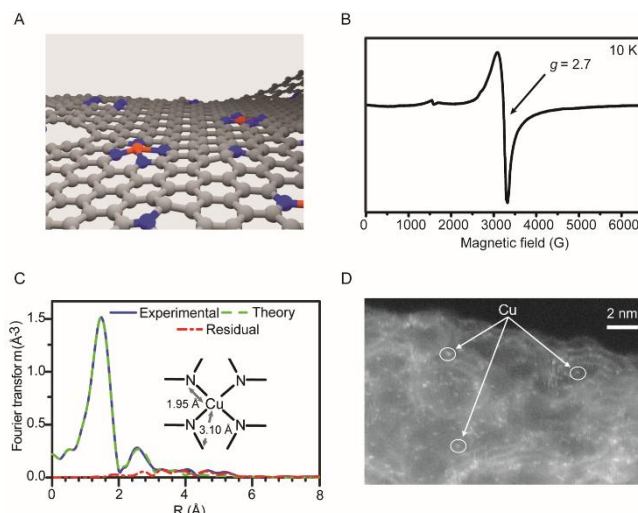 A
B
10 K
g = 2.7
0 1000 2000 3000 4000 5000 6000
Magnetic field (G)
C
Experimental Theory
Residual
1.5
1.0
0.5
0.0
Fourier transform (Å-3)
N N
Cu
1.95 Å
N N
3.10 Å
0 2 4 6 8
R (Å)
D
Cu
2 nm